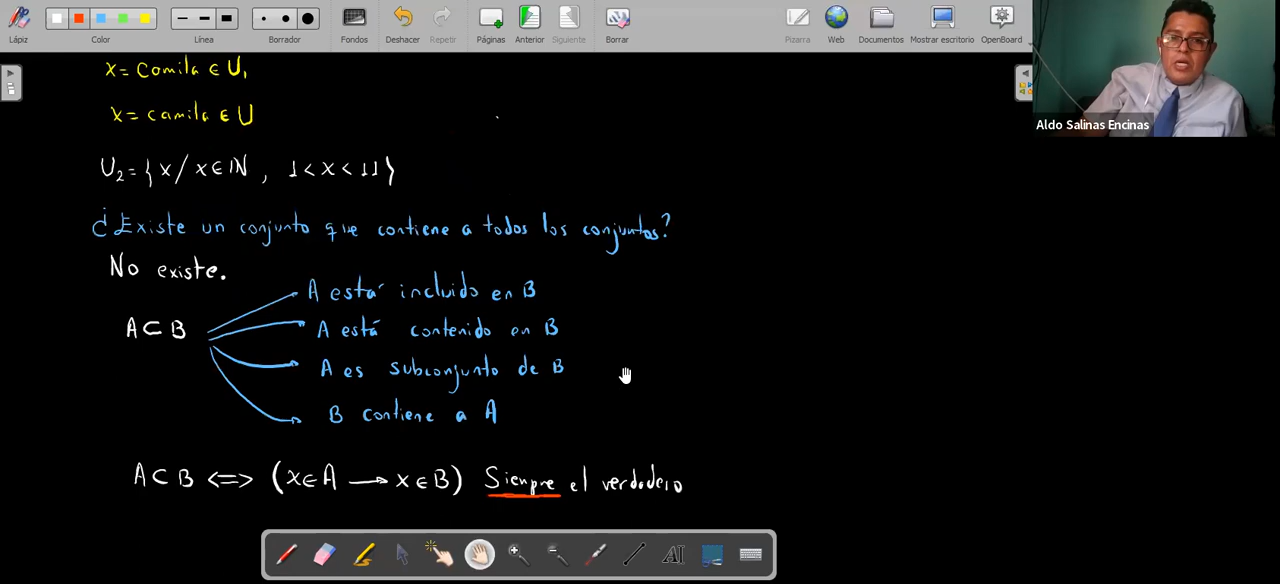 Lápiz Color Línea Borrador Fondos Deshacer Repetir Páginas Anterior Siguiente Borrar Pizarra Web Documentos Mostrar escritorio OpenBoard
x = Camila ∈ U₁
x = camila ∈ U
U₂ = { x / x ∈ ℕ , 1 < x < 11 }
¿Existe un conjunto que contiene a todos los conjuntos?
No existe.
A está incluido en B
A ⊂ B
A está contenido en B
A es subconjunto de B
B contiene a A
A ⊂ B ⟺ (x ∈ A ⟶ x ∈ B) Siempre el verdadero
Aldo Salinas Encinas
AI